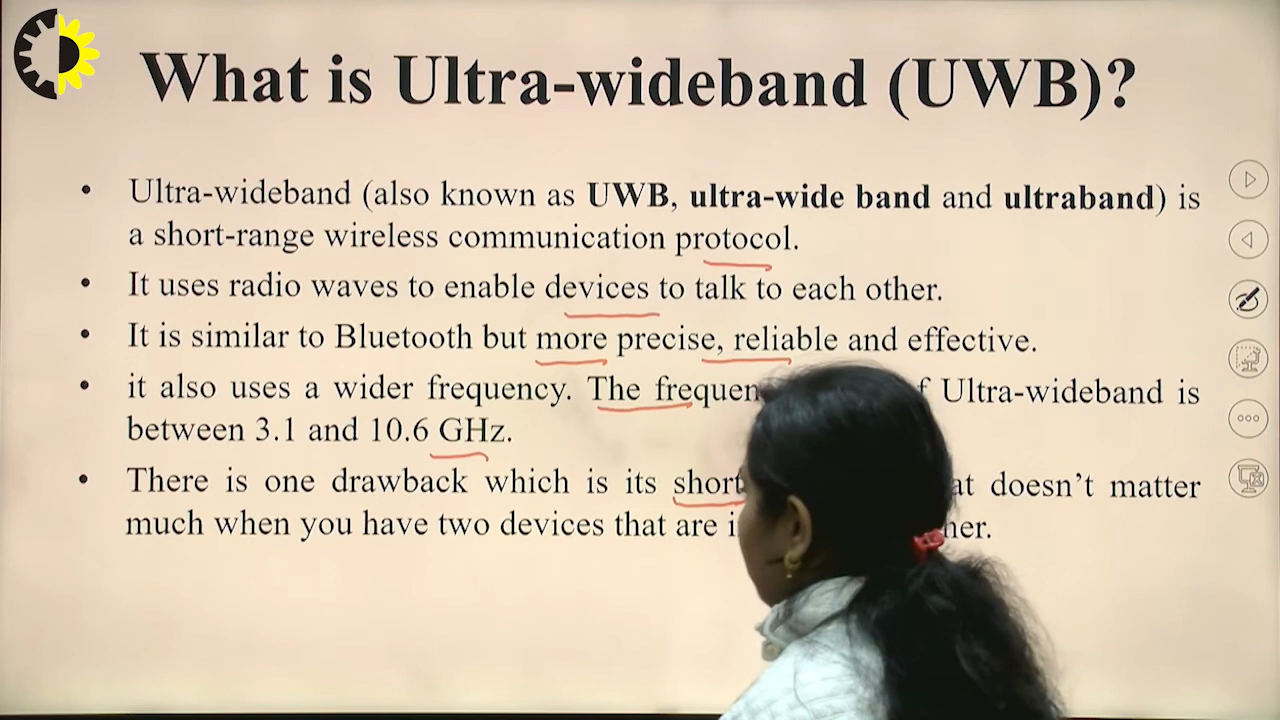 What is Ultra-wideband (UWB)?
• Ultra-wideband (also known as UWB, ultra-wide band and ultraband) is
a short-range wireless communication protocol.
• It uses radio waves to enable devices to talk to each other.
• It is similar to Bluetooth but more precise, reliable and effective.
• it also uses a wider frequency. The Ultra-wideband is
between 3.1 and 10.6 GHz.
• There is one drawback which is its short doesn't matter
much when you have two devices that are